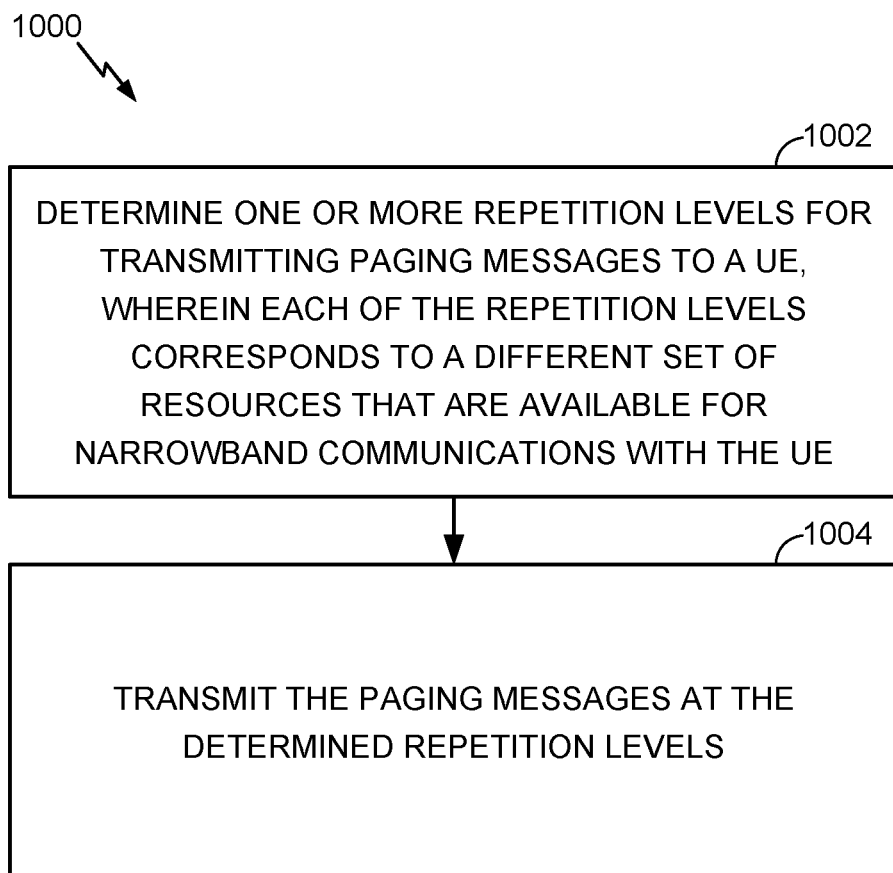 1000
1002
DETERMINE ONE OR MORE REPETITION LEVELS FOR
TRANSMITTING PAGING MESSAGES TO A UE,
WHEREIN EACH OF THE REPETITION LEVELS
CORRESPONDS TO A DIFFERENT SET OF
RESOURCES THAT ARE AVAILABLE FOR
NARROWBAND COMMUNICATIONS WITH THE UE
1004
TRANSMIT THE PAGING MESSAGES AT THE
DETERMINED REPETITION LEVELS